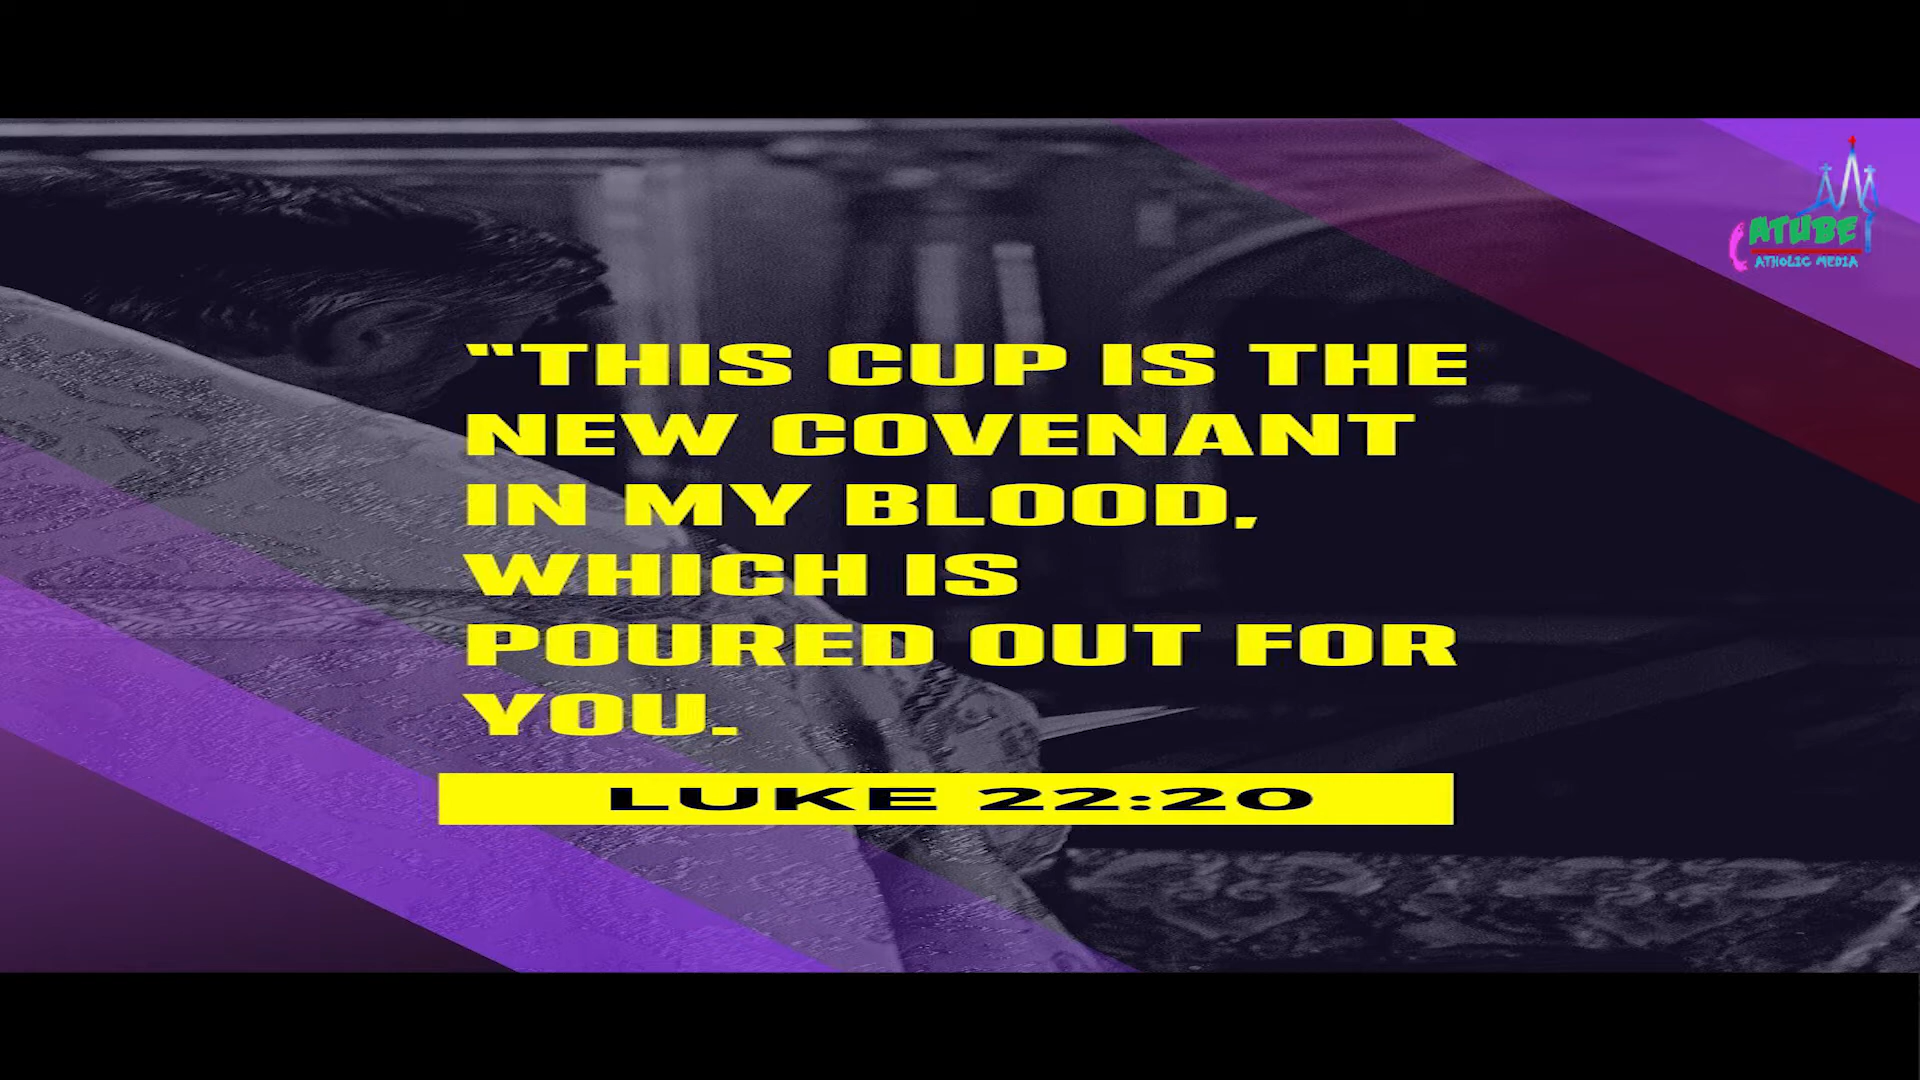 “THIS CUP IS THE
NEW COVENANT
IN MY BLOOD,
WHICH IS
POURED OUT FOR
YOU.
LUKE 22:20
CATUBE
ATHOLIC MEDIA